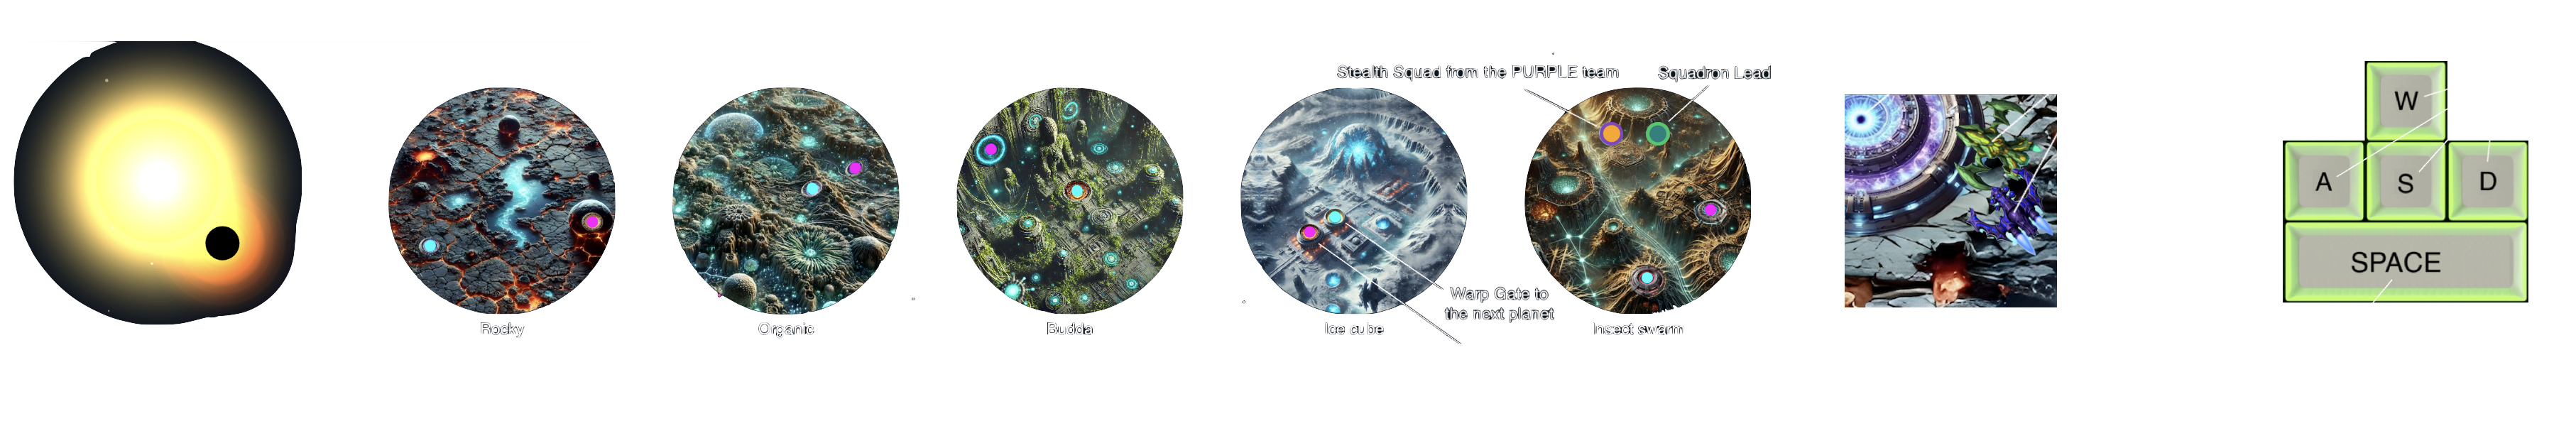 Stealth Squad from the PURPLE team
Squadron Lead
Warp Gate to
the next planet
Rocky
Organic
Budda
Ice cube
Insect swarm
W
A
S
D
SPACE